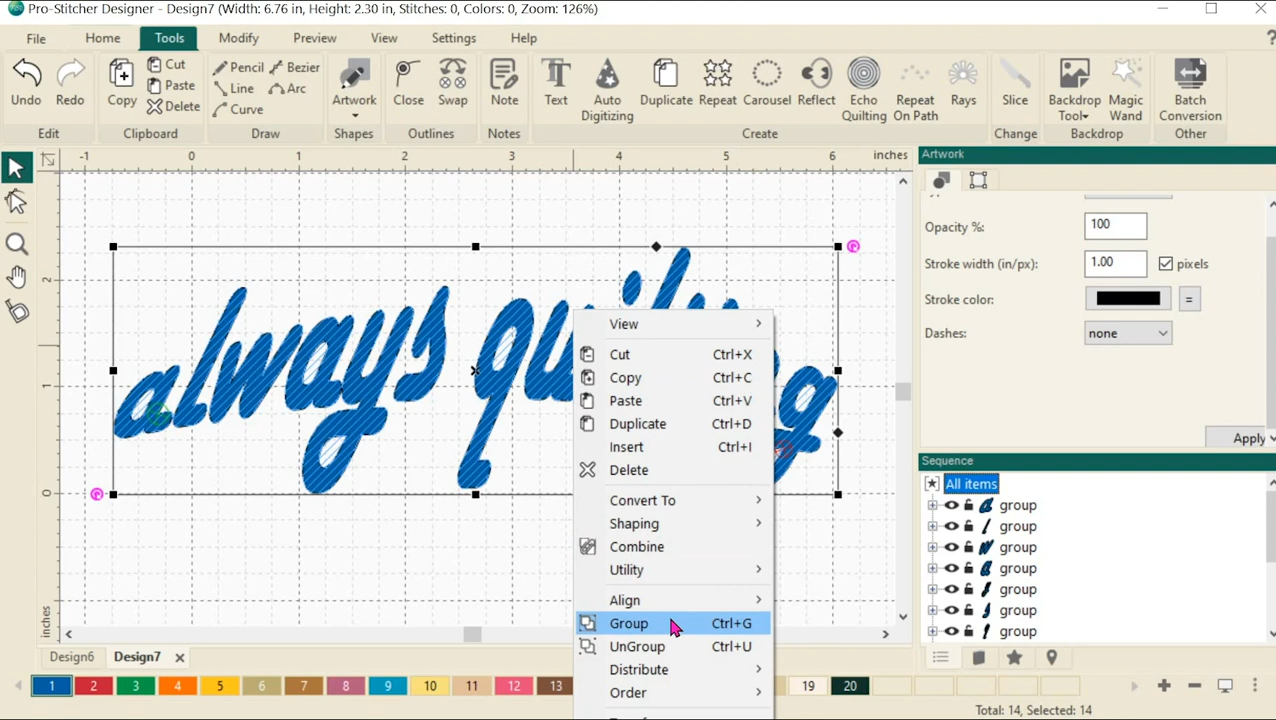 Pro-Stitcher Designer - Design7 (Width: 6.76 in, Height: 2.30 in, Stitches: 0, Colors: 0, Zoom: 126%)
File Home Tools Modify Preview View Settings Help
Undo Redo
Edit
Copy Cut Paste Delete
Clipboard
Pencil Bezier
Line Arc
Curve
Draw
Artwork
Shapes
Close Swap
Outlines
Note
Notes
Text Auto Digitizing Duplicate Repeat Carousel Reflect Echo Quilting Repeat On Path Rays
Create
Slice
Change
Backdrop Tool Magic Wand
Backdrop
Batch Conversion
Other
-1 0 1 2 3 4 5 6 inches
2
1
0
inches
always
View
Cut Ctrl+X
Copy Ctrl+C
Paste Ctrl+V
Duplicate Ctrl+D
Insert Ctrl+I
Delete
Convert To
Shaping
Combine
Utility
Align
Group Ctrl+G
UnGroup Ctrl+U
Distribute
Order
Artwork
Opacity %: 100
Stroke width (in/px): 1.00 pixels
Stroke color: =
Dashes: none
Apply
Sequence
All items
group
group
group
group
group
group
group
Design6 Design7
1 2 3 4 5 6 7 8 9 10 11 12 13 19 20
Total: 14, Selected: 14